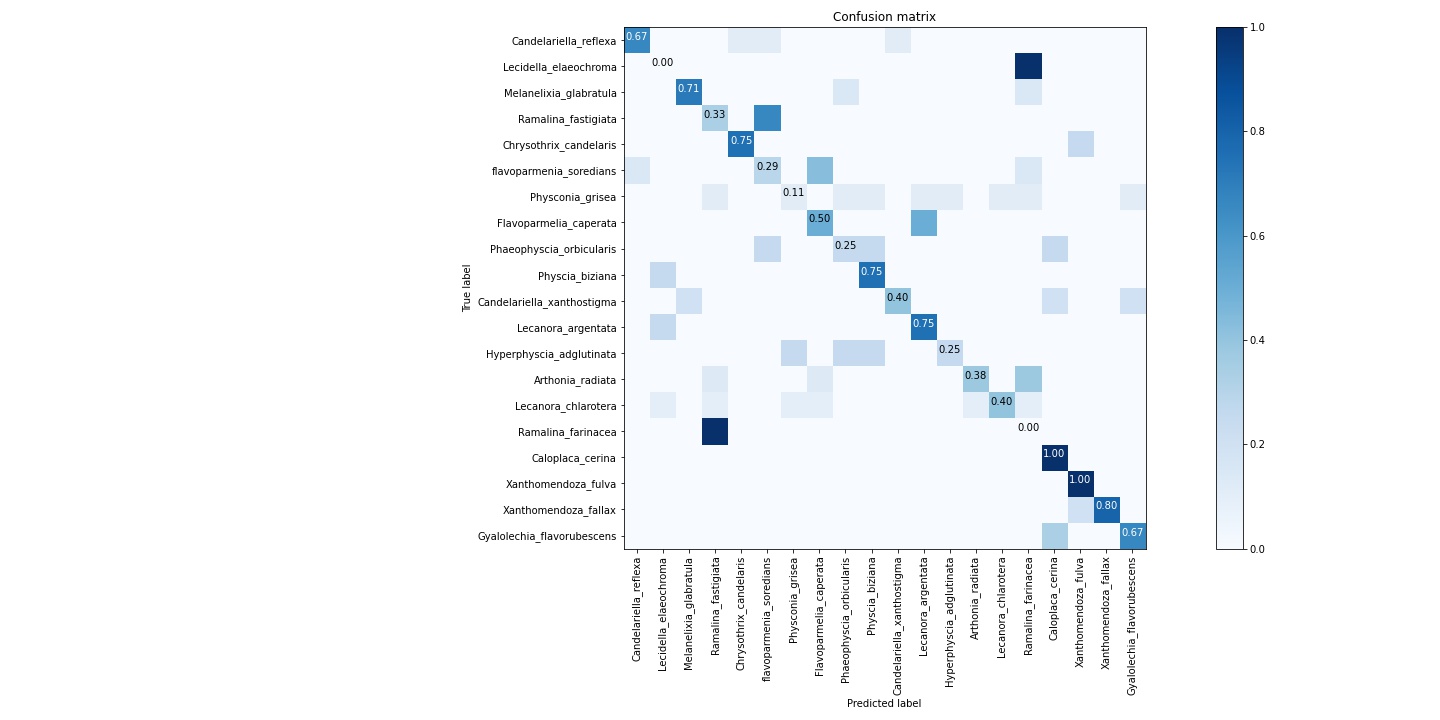 Confusion matrix
True label
Candelariella_reflexa
Lecidella_elaeochroma
Melanelixia_glabratula
Ramalina_fastigiata
Chrysothrix_candelaris
flavoparmenia_soredians
Physconia_grisea
Flavoparmelia_caperata
Phaeophyscia_orbicularis
Physcia_biziana
Candelariella_xanthostigma
Lecanora_argentata
Hyperphyscia_adglutinata
Arthonia_radiata
Lecanora_chlarotera
Ramalina_farinacea
Caloplaca_cerina
Xanthomendoza_fulva
Xanthomendoza_fallax
Gyalolechia_flavorubescens
0.67
0.00
0.71
0.33
0.75
0.29
0.11
0.50
0.25
0.75
0.40
0.75
0.25
0.38
0.40
0.00
1.00
1.00
0.80
0.67
Candelariella_reflexa
Lecidella_elaeochroma
Melanelixia_glabratula
Ramalina_fastigiata
Chrysothrix_candelaris
flavoparmenia_soredians
Physconia_grisea
Flavoparmelia_caperata
Phaeophyscia_orbicularis
Physcia_biziana
Candelariella_xanthostigma
Lecanora_argentata
Hyperphyscia_adglutinata
Arthonia_radiata
Lecanora_chlarotera
Ramalina_farinacea
Caloplaca_cerina
Xanthomendoza_fulva
Xanthomendoza_fallax
Gyalolechia_flavorubescens
Predicted label
1.0
0.8
0.6
0.4
0.2
0.0